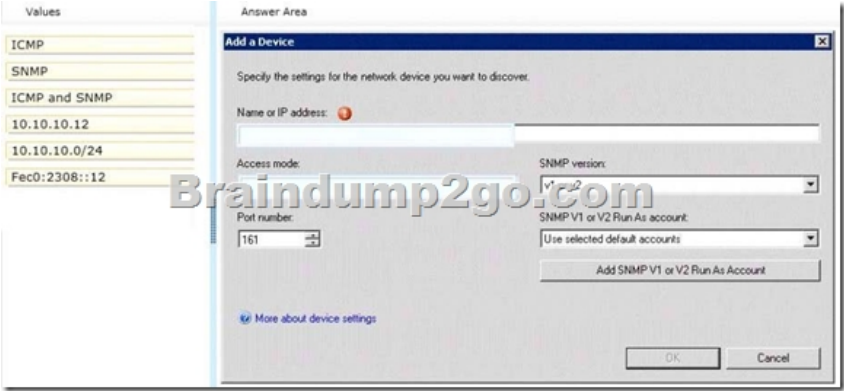 Values
Answer Area
ICMP
SNMP
ICMP and SNMP
10.10.10.12
10.10.10.0/24
Fec0:2308::12
Add a Device
Specify the settings for the network device you want to discover.
Name or IP address:
Access mode:
SNMP version:
v1 or v2
Braindump2go.com
Port number:
161
SNMP V1 or V2 Run As account:
Use selected default accounts
Add SNMP V1 or V2 Run As Account
More about device settings
OK
Cancel